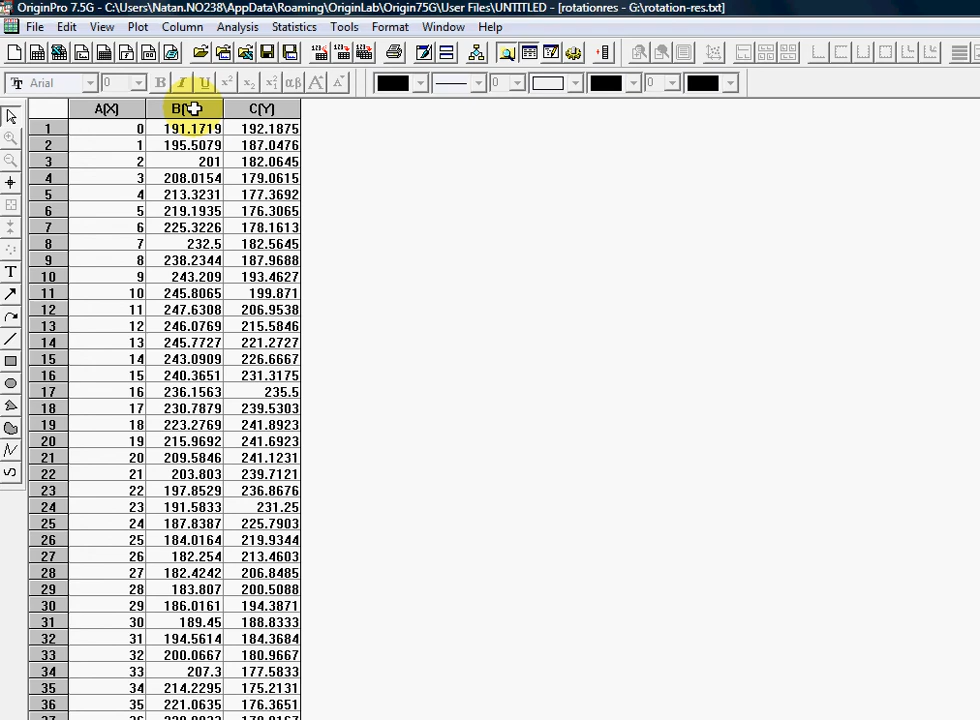 OriginPro 7.5G - C:\Users\Natan.NO238\AppData\Roaming\OriginLab\Origin75G\User Files\UNTITLED - [rotationres - G:\rotation-res.txt]
File Edit View Plot Column Analysis Statistics Tools Format Window Help
Arial 0 B I U x² x₂ αβ A A 0 0
A(X) C(Y)
1 0 191.1719 192.1875
2 1 195.5079 187.0476
3 2 201 182.0645
4 3 208.0154 179.0615
5 4 213.3231 177.3692
6 5 219.1935 176.3065
7 6 225.3226 178.1613
8 7 232.5 182.5645
9 8 238.2344 187.9688
10 9 243.209 193.4627
11 10 245.8065 199.871
12 11 247.6308 206.9538
13 12 246.0769 215.5846
14 13 245.7727 221.2727
15 14 243.0909 226.6667
16 15 240.3651 231.3175
17 16 236.1563 235.5
18 17 230.7879 239.5303
19 18 223.2769 241.8923
20 19 215.9692 241.6923
21 20 209.5846 241.1231
22 21 203.803 239.7121
23 22 197.8529 236.8676
24 23 191.5833 231.25
25 24 187.8387 225.7903
26 25 184.0164 219.9344
27 26 182.254 213.4603
28 27 182.4242 206.8485
29 28 183.807 200.5088
30 29 186.0161 194.3871
31 30 189.45 188.8333
32 31 194.5614 184.3684
33 32 200.0667 180.9667
34 33 207.3 177.5833
35 34 214.2295 175.2131
36 35 221.0635 176.3651